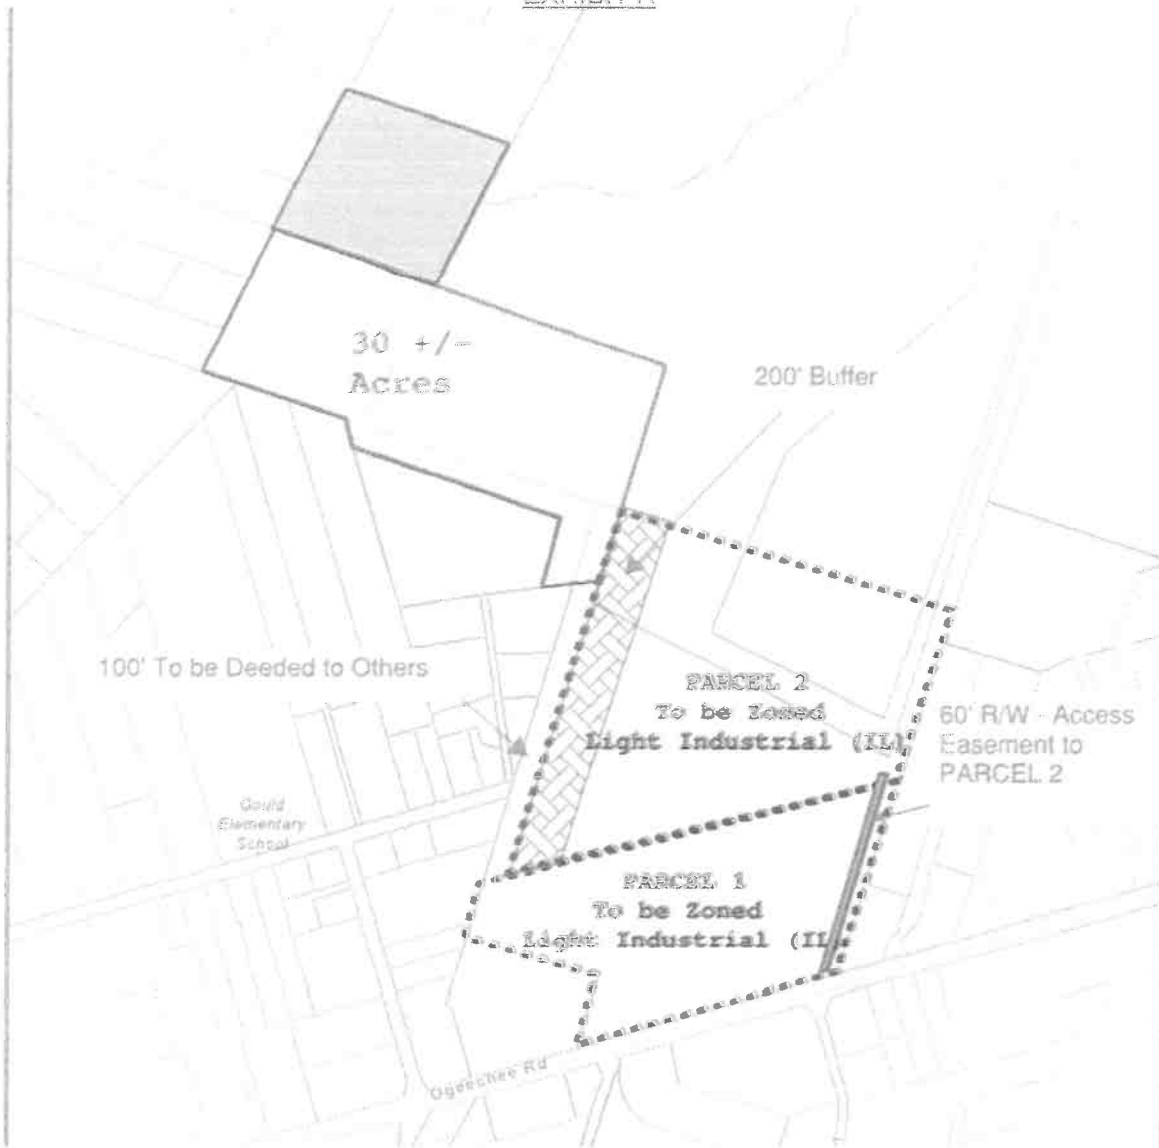 30 +/-
Acres
200' Buffer
100' To be Deeded to Others
PARCEL 2
To be Zoned
Light Industrial (IL)
60' R/W - Access
Easement to
PARCEL 2
Gould
Elementary
School
PARCEL 1
To be Zoned
Light Industrial (IL
Ogeechee Rd